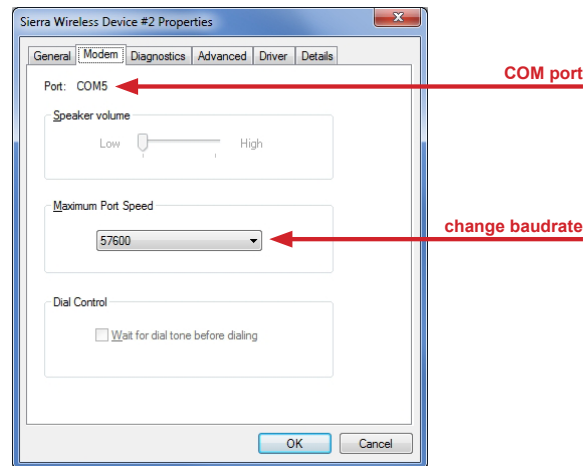 Sierra Wireless Device #2 Properties
General Modem Diagnostics Advanced Driver Details
Port: COM5
COM port
Speaker volume
Low High
Maximum Port Speed
57600
change baudrate
Dial Control
Wait for dial tone before dialing
OK Cancel